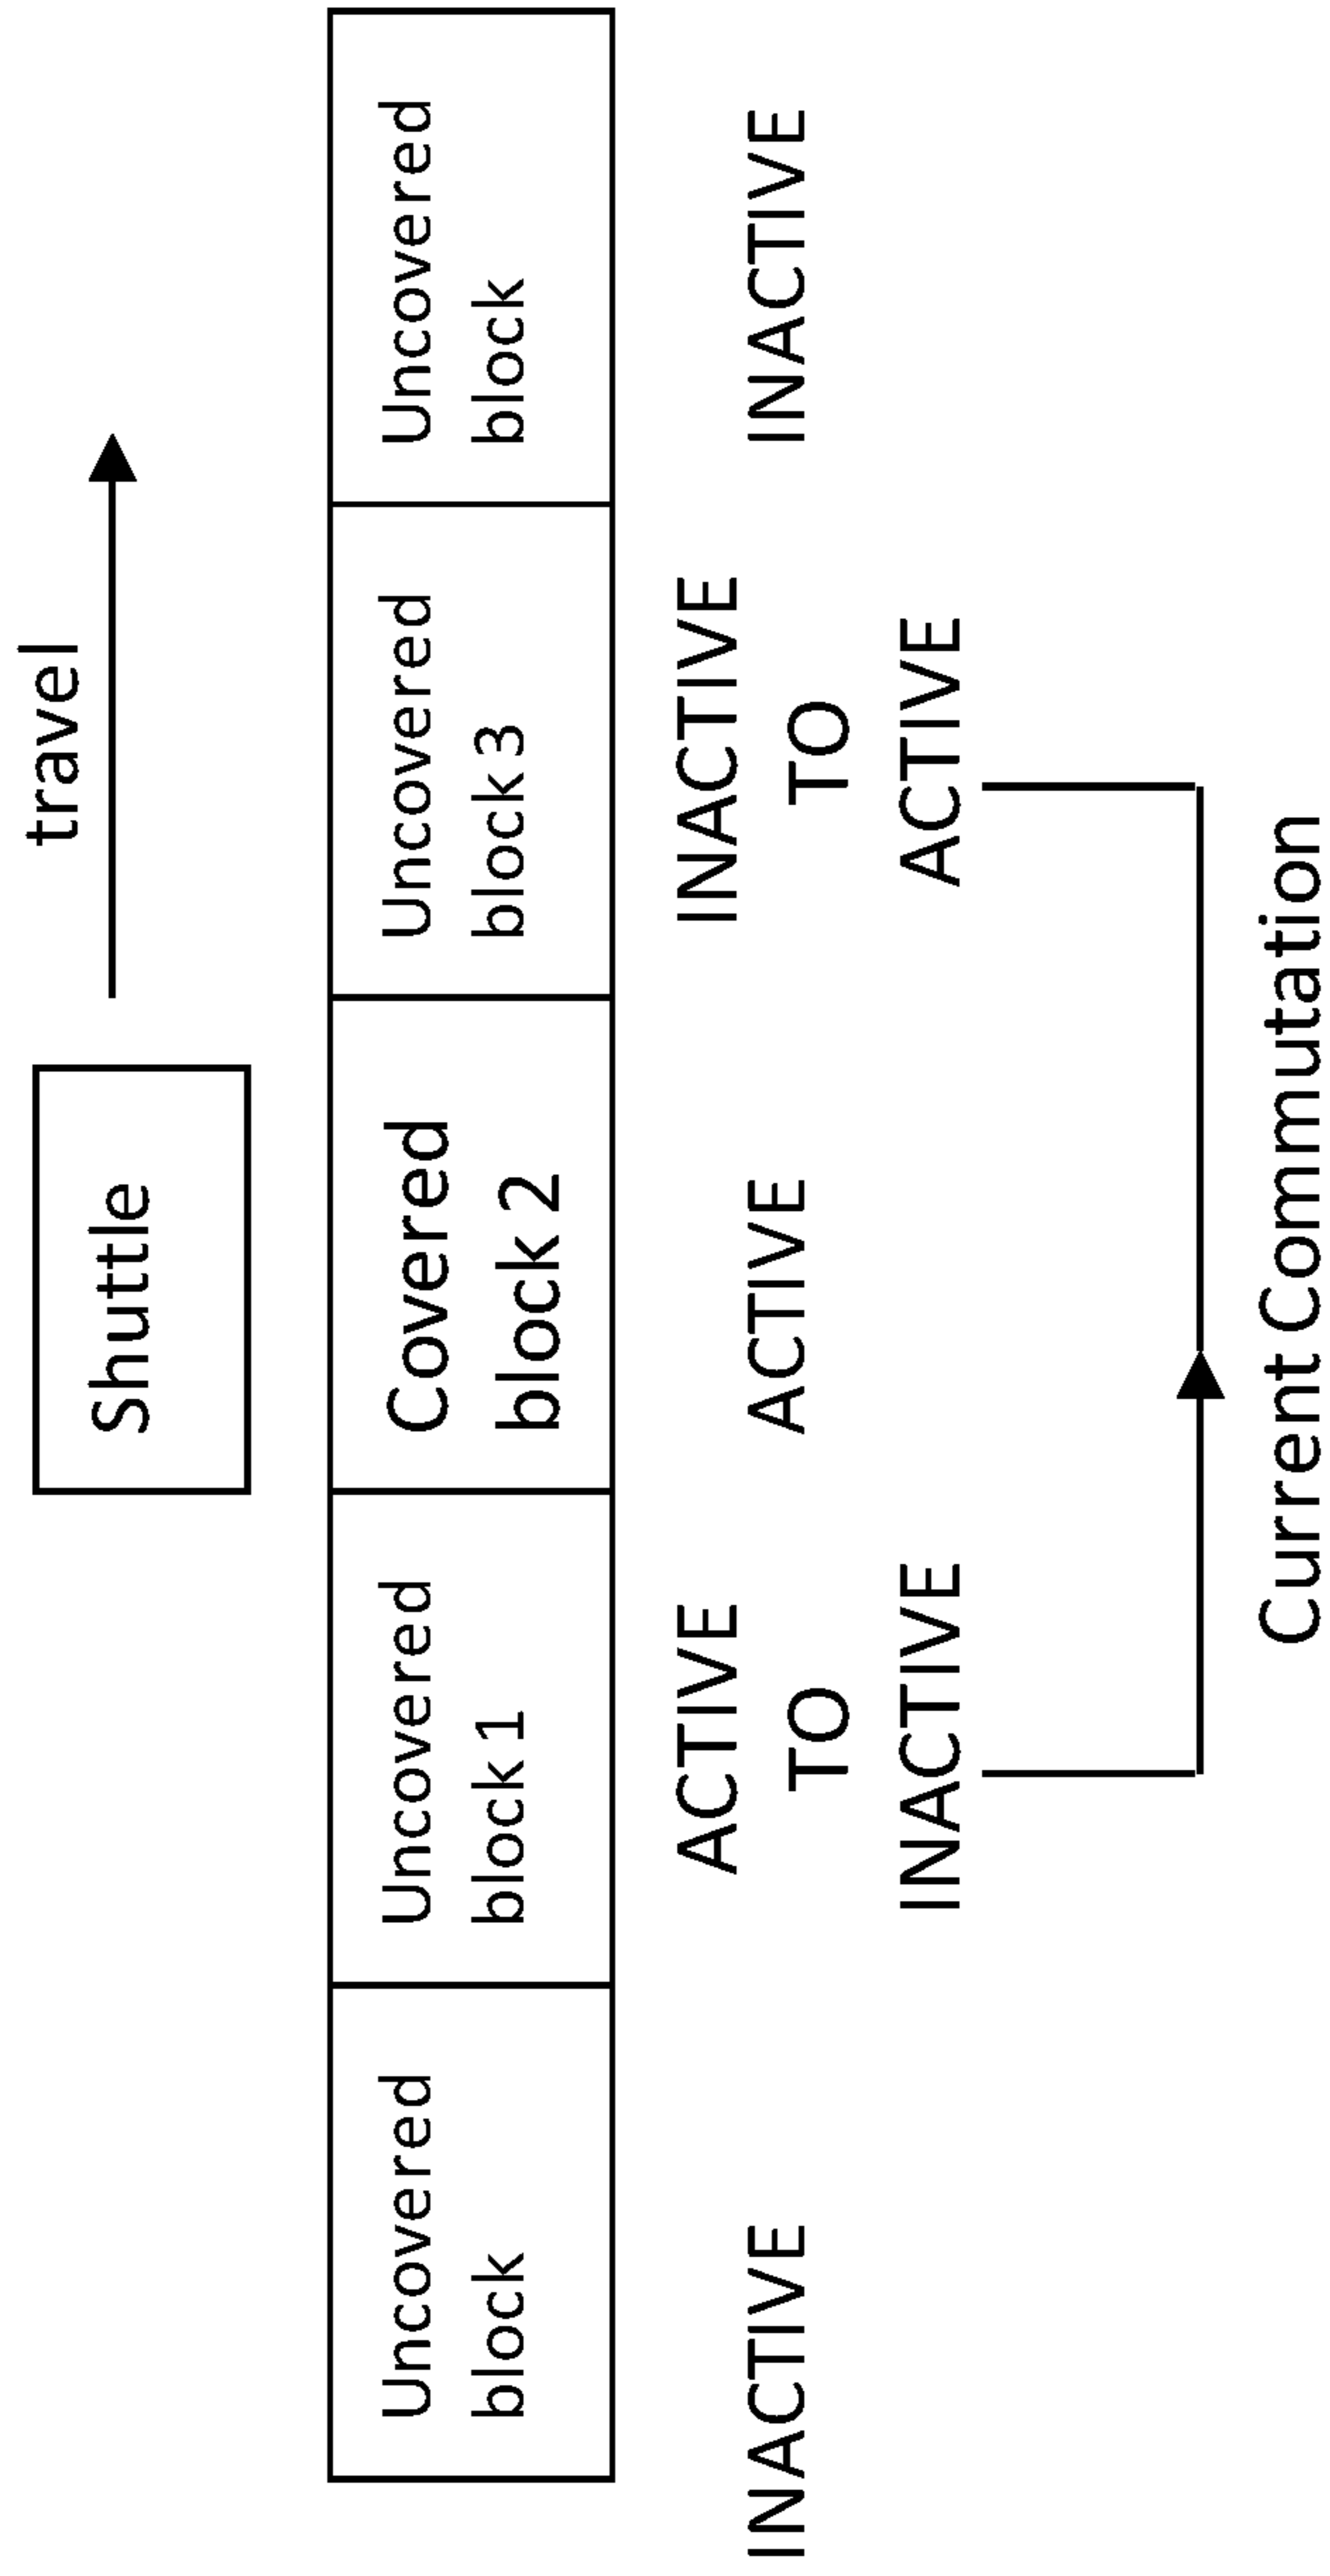 Shuttle
travel
Uncovered
block
Uncovered
block 1
Covered
block 2
Uncovered
block 3
Uncovered
block
INACTIVE
ACTIVE
TO
INACTIVE
ACTIVE
INACTIVE
TO
ACTIVE
INACTIVE
Current Commutation